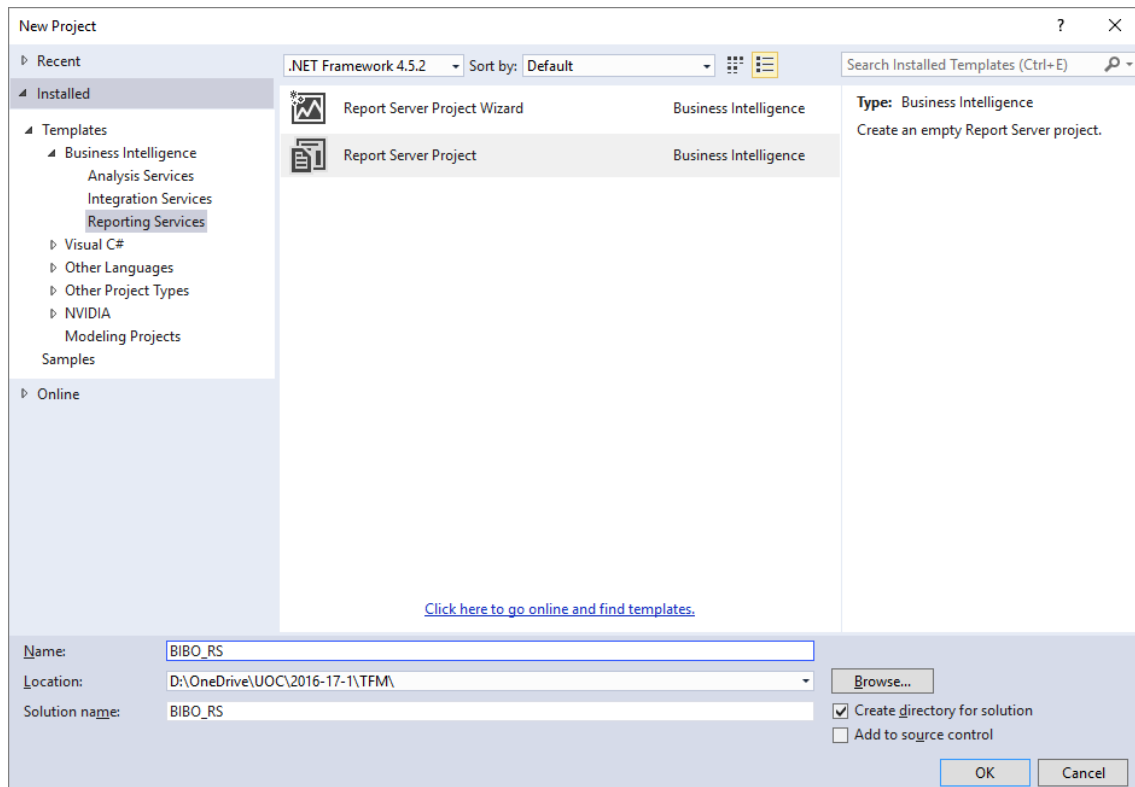 New Project
?
Recent
.NET Framework 4.5.2 Sort by: Default
Search Installed Templates (Ctrl+E)
Installed
Templates
Business Intelligence
Analysis Services
Integration Services
Reporting Services
Visual C#
Other Languages
Other Project Types
NVIDIA
Modeling Projects
Samples
Online
Report Server Project Wizard Business Intelligence
Report Server Project Business Intelligence
Click here to go online and find templates.
Type: Business Intelligence
Create an empty Report Server project.
Name: BIBO_RS
Location: D:\OneDrive\UOC\2016-17-1\TFM\ Browse...
Solution name: BIBO_RS
Create directory for solution
Add to source control
OK Cancel